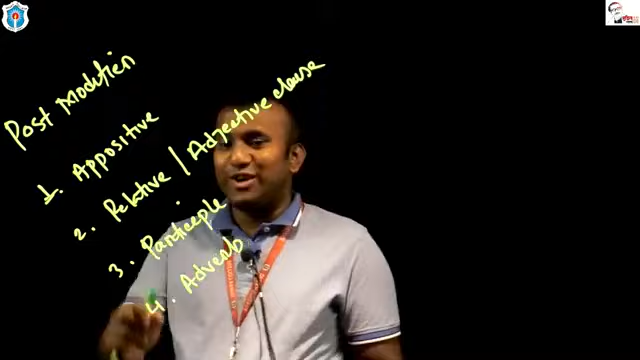 Post Modifier
1. Appositive
2. Relative / Adjective clause
3. Participle
4. Adverb